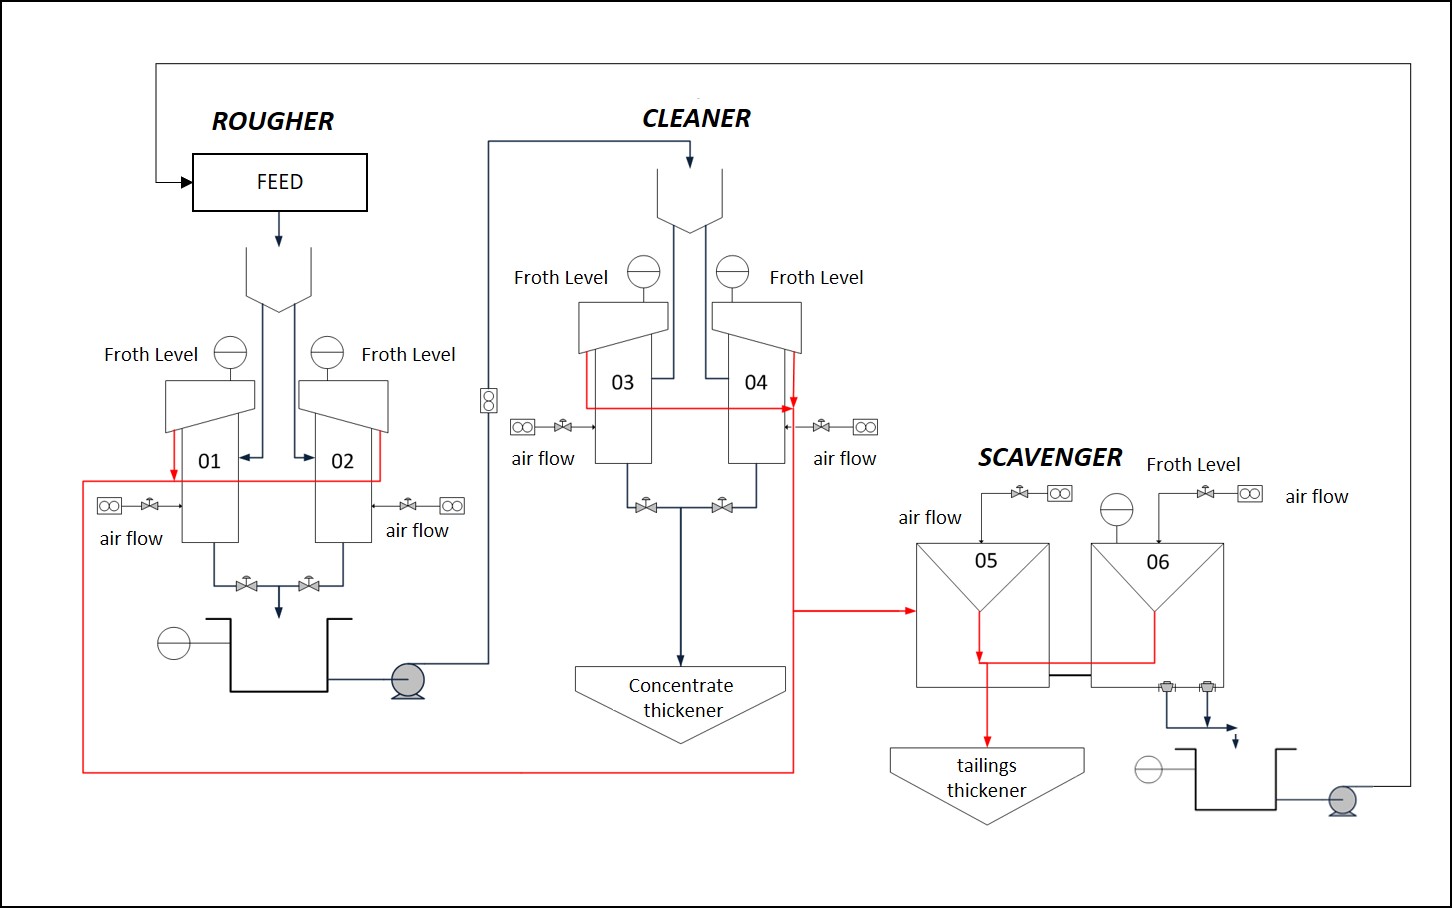 ROUGHER
CLEANER
FEED
Froth Level
Froth Level
Froth Level
Froth Level
01
02
03
04
air flow
air flow
air flow
air flow
SCAVENGER
Froth Level
air flow
air flow
05
06
Concentrate
thickener
tailings
thickener